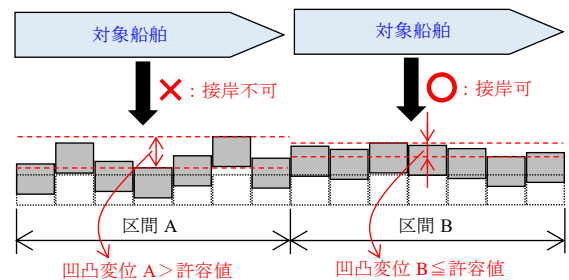 対象船舶
対象船舶
×：接岸不可
○：接岸可
区間 A
区間 B
凹凸変位 A＞許容値
凹凸変位 B≦許容値